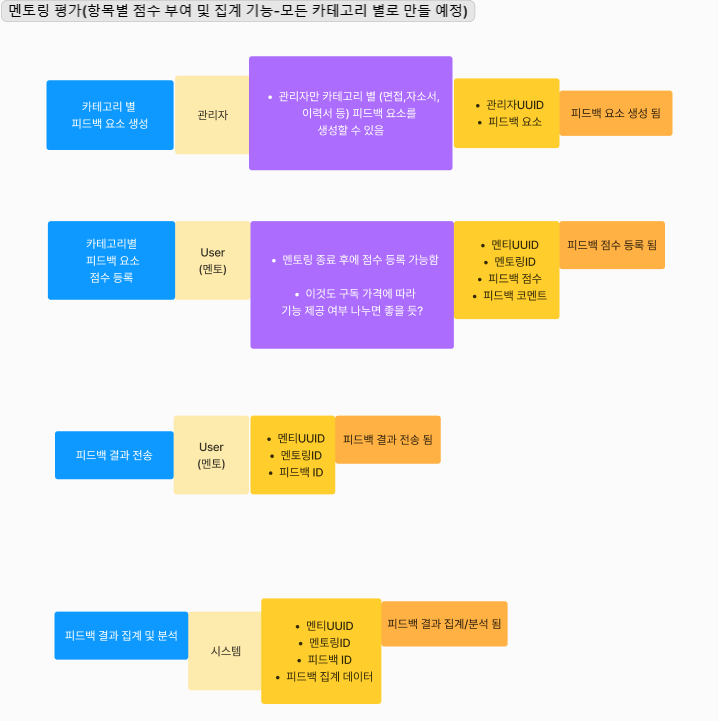 멘토링 평가(항목별 점수 부여 및 집계 기능-모든 카테고리 별로 만들 예정)
카테고리 별
피드백 요소 생성
관리자
• 관리자만 카테고리 별 (면접,자소서,
이력서 등) 피드백 요소를
생성할 수 있음
• 관리자UUID
• 피드백 요소
피드백 요소 생성 됨
카테고리별
피드백 요소
점수 등록
User
(멘토)
• 멘토링 종료 후에 점수 등록 가능함
• 이것도 구독 가격에 따라
기능 제공 여부 나누면 좋을 듯?
• 멘티UUID
• 멘토링ID
• 피드백 점수
• 피드백 코멘트
피드백 점수 등록 됨
피드백 결과 전송
User
(멘토)
• 멘티UUID
• 멘토링ID
• 피드백 ID
피드백 결과 전송 됨
피드백 결과 집계 및 분석
시스템
• 멘티UUID
• 멘토링ID
• 피드백 ID
• 피드백 집계 데이터
피드백 결과 집계/분석 됨